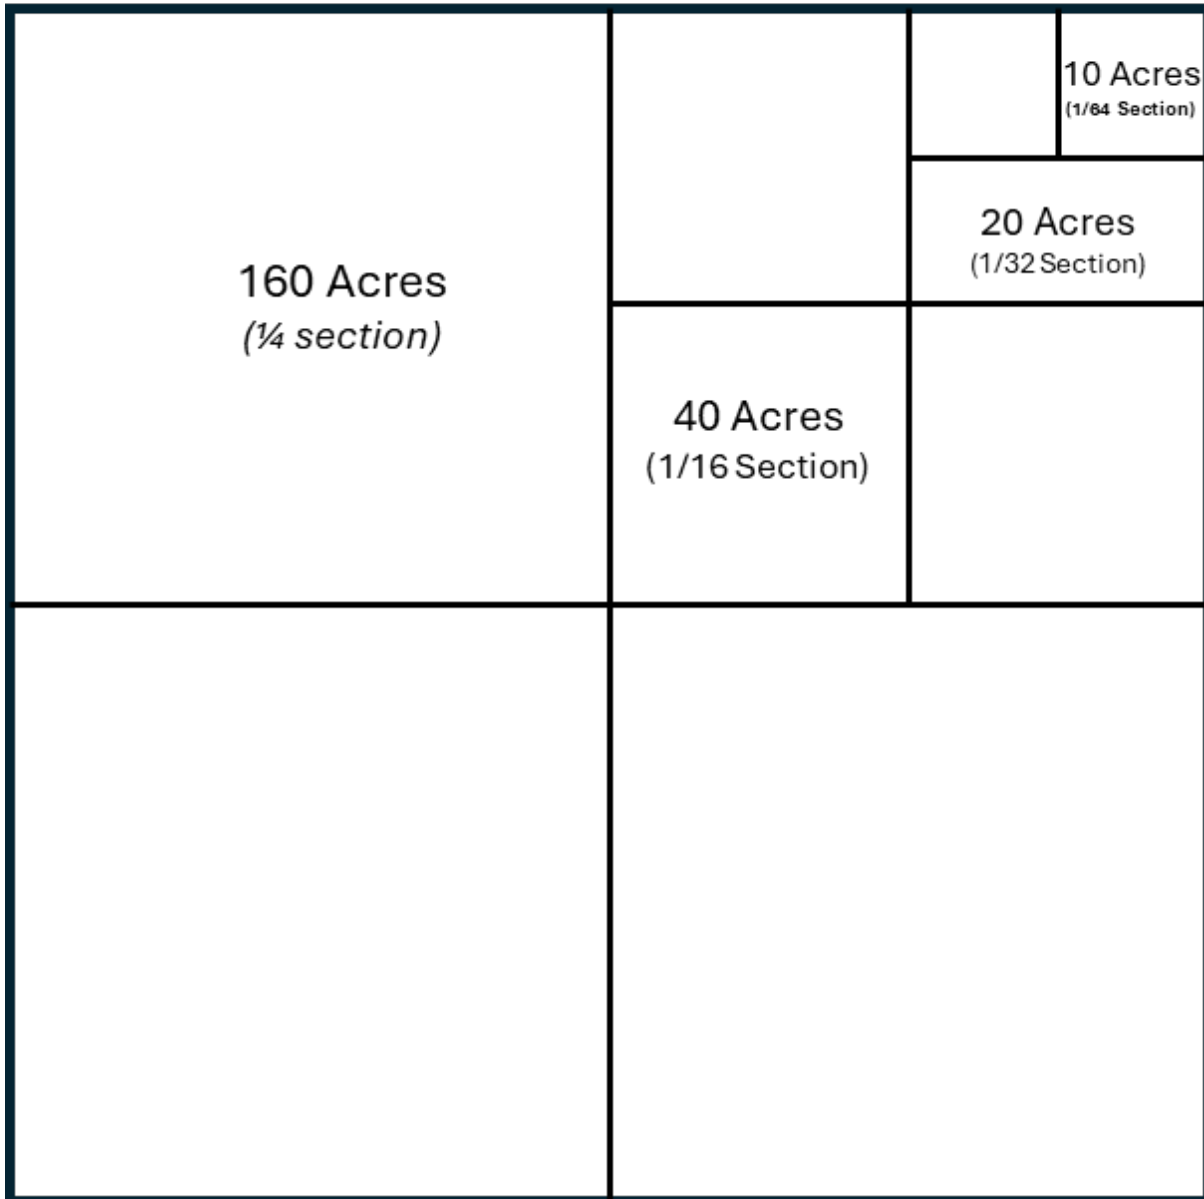 10 Acres
(1/64 Section)
20 Acres
(1/32 Section)
160 Acres
(¼ section)
40 Acres
(1/16 Section)